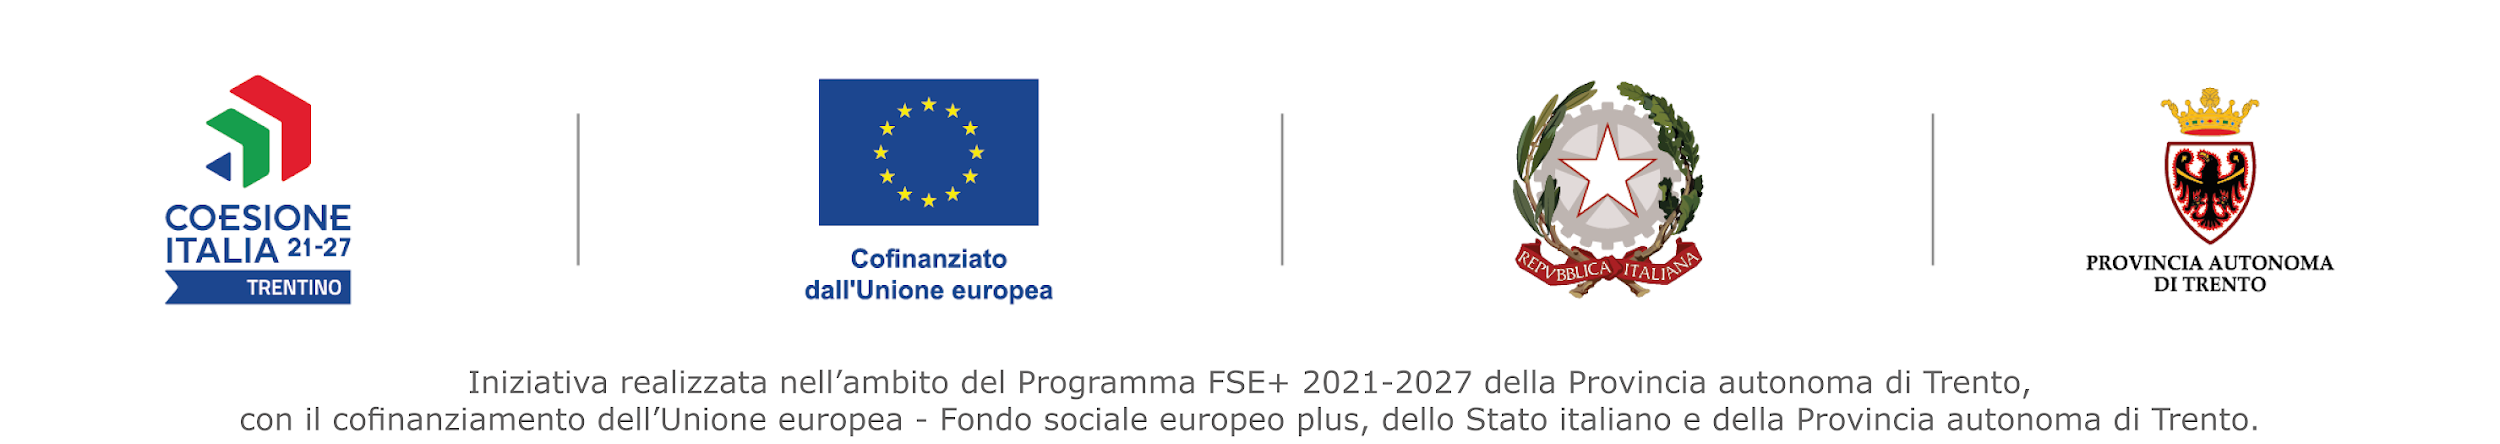 COESIONE
ITALIA 21-27
TRENTINO
Cofinanziato
dall'Unione europea
REPVBBLICA ITALIANA
PROVINCIA AUTONOMA
DI TRENTO
Iniziativa realizzata nell’ambito del Programma FSE+ 2021-2027 della Provincia autonoma di Trento,
con il cofinanziamento dell’Unione europea - Fondo sociale europeo plus, dello Stato italiano e della Provincia autonoma di Trento.